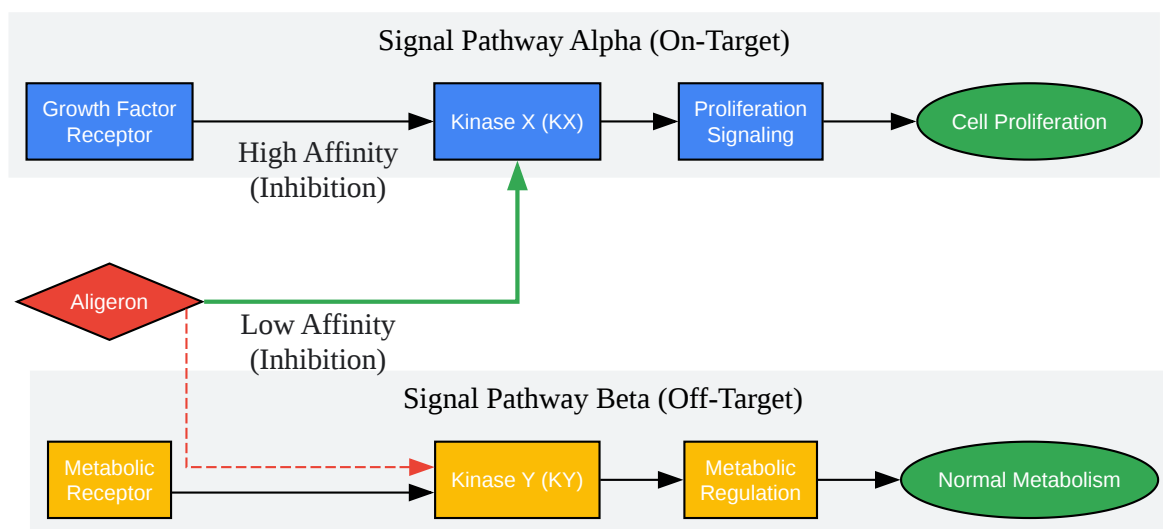 Signal Pathway Alpha (On-Target)
Growth Factor
Receptor
Kinase X (KX)
Proliferation
Signaling
Cell Proliferation
High Affinity
(Inhibition)
Aligeron
Low Affinity
(Inhibition)
Signal Pathway Beta (Off-Target)
Metabolic
Receptor
Kinase Y (KY)
Metabolic
Regulation
Normal Metabolism